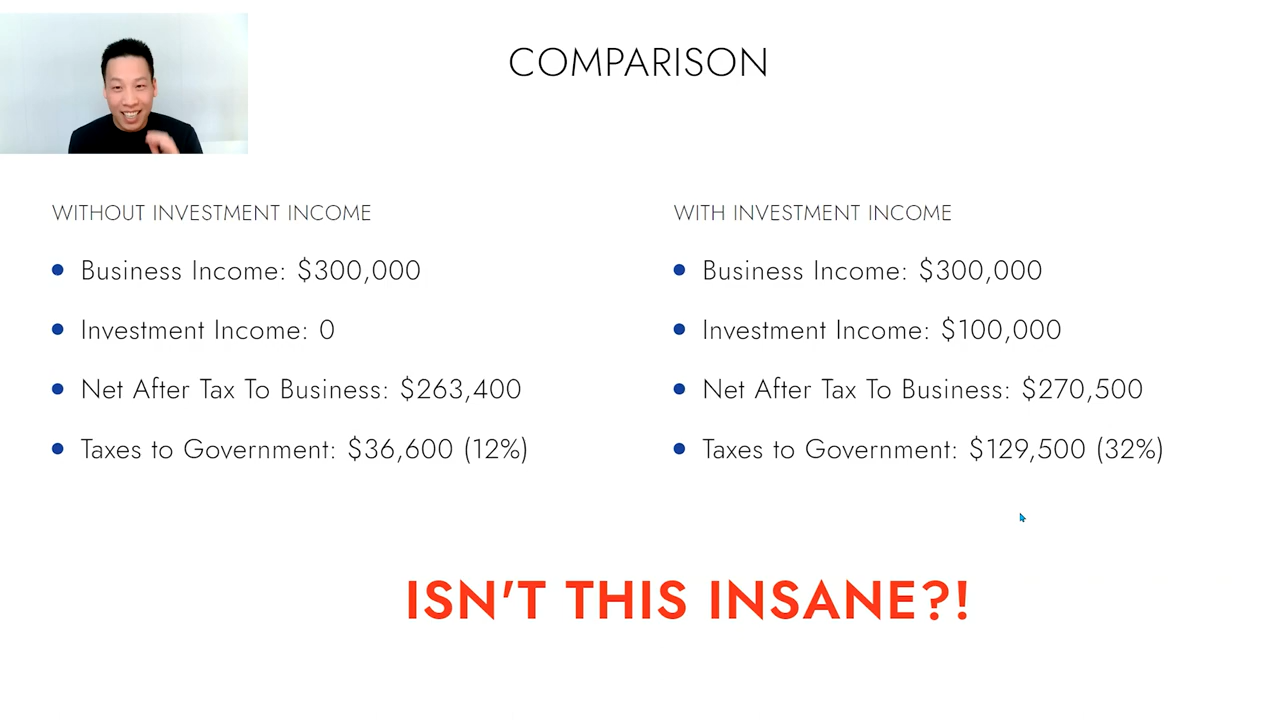 COMPARISON
WITHOUT INVESTMENT INCOME
Business Income: $300,000
Investment Income: 0
Net After Tax To Business: $263,400
Taxes to Government: $36,600 (12%)
WITH INVESTMENT INCOME
Business Income: $300,000
Investment Income: $100,000
Net After Tax To Business: $270,500
Taxes to Government: $129,500 (32%)
ISN'T THIS INSANE?!